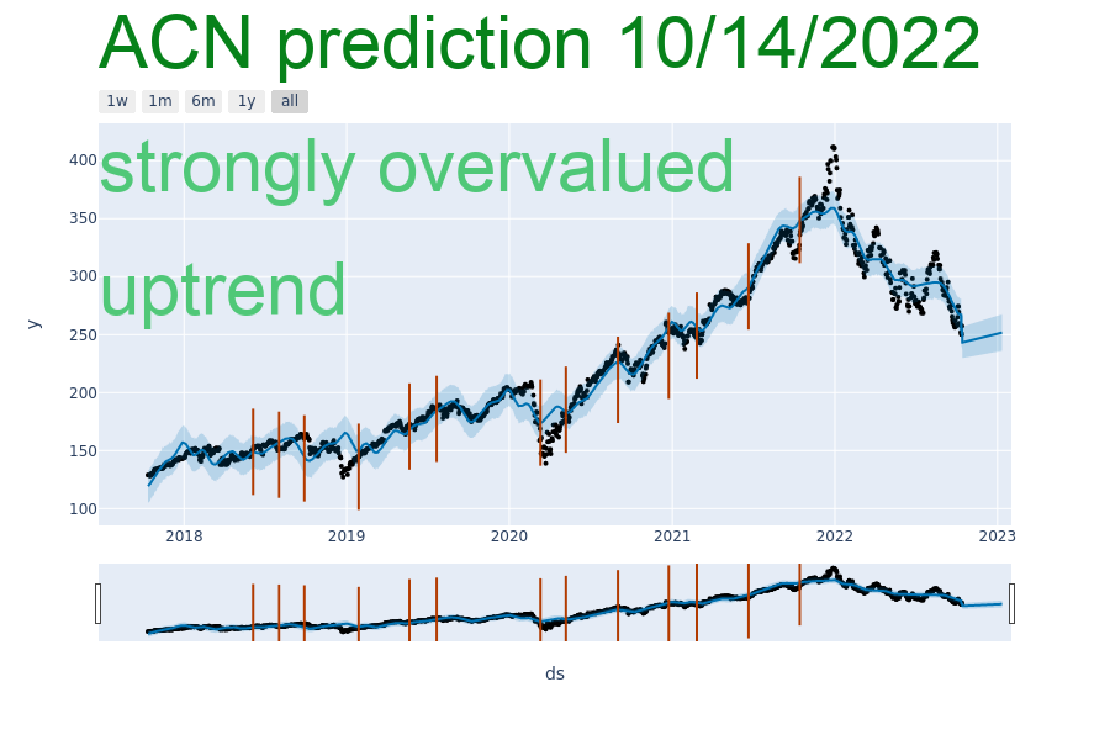 ACN prediction 10/14/2022
1w 1m 6m 1y all
strongly overvalued
uptrend
400
350
300
250
200
150
100
y
2018 2019 2020 2021 2022 2023
ds